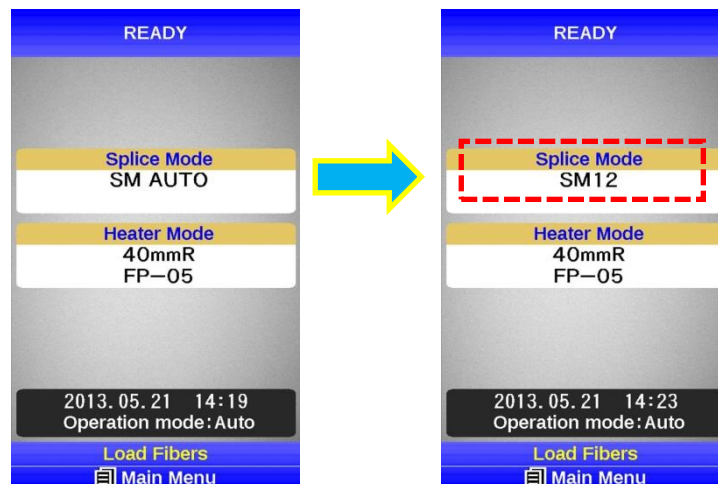 READY
Splice Mode
SM AUTO
Heater Mode
40mmR
FP-05
2013.05.21 14:19
Operation mode:Auto
Load Fibers
Main Menu
READY
Splice Mode
SM12
Heater Mode
40mmR
FP-05
2013.05.21 14:23
Operation mode:Auto
Load Fibers
Main Menu